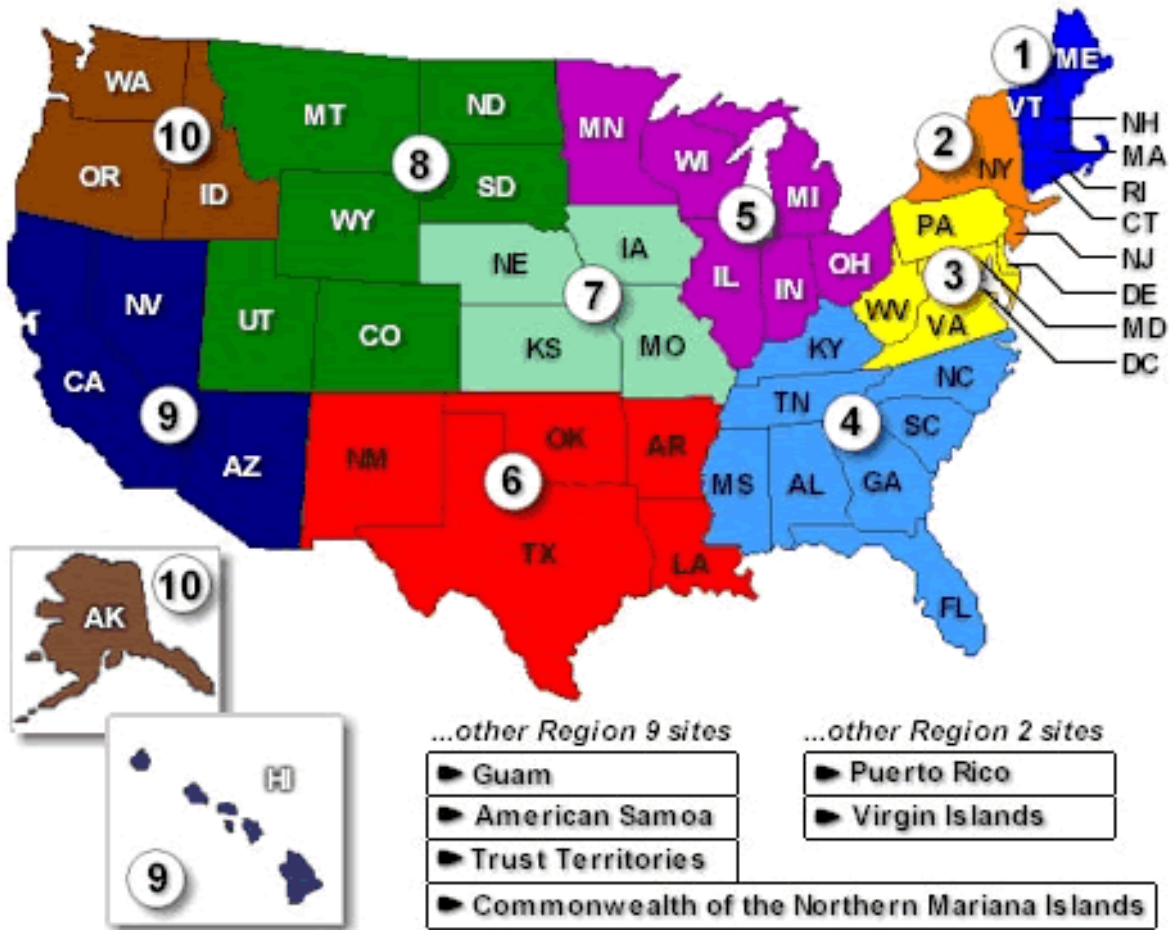 1
ME
WA
MT
ND
MN
VT
NH
10
2
MA
8
WI
NY
OR
ID
SD
MI
RI
WY
5
PA
CT
NE
IA
OH
NJ
NV
7
IL
IN
3
DE
UT
CO
WV
VA
MD
KS
MO
KY
DC
CA
NC
9
TN
4
SC
AZ
NM
OK
AR
6
MS
AL
GA
TX
LA
10
AK
FL
...other Region 9 sites
Guam
American Samoa
Trust Territories
Commonwealth of the Northern Mariana Islands
...other Region 2 sites
Puerto Rico
Virgin Islands
HI
9